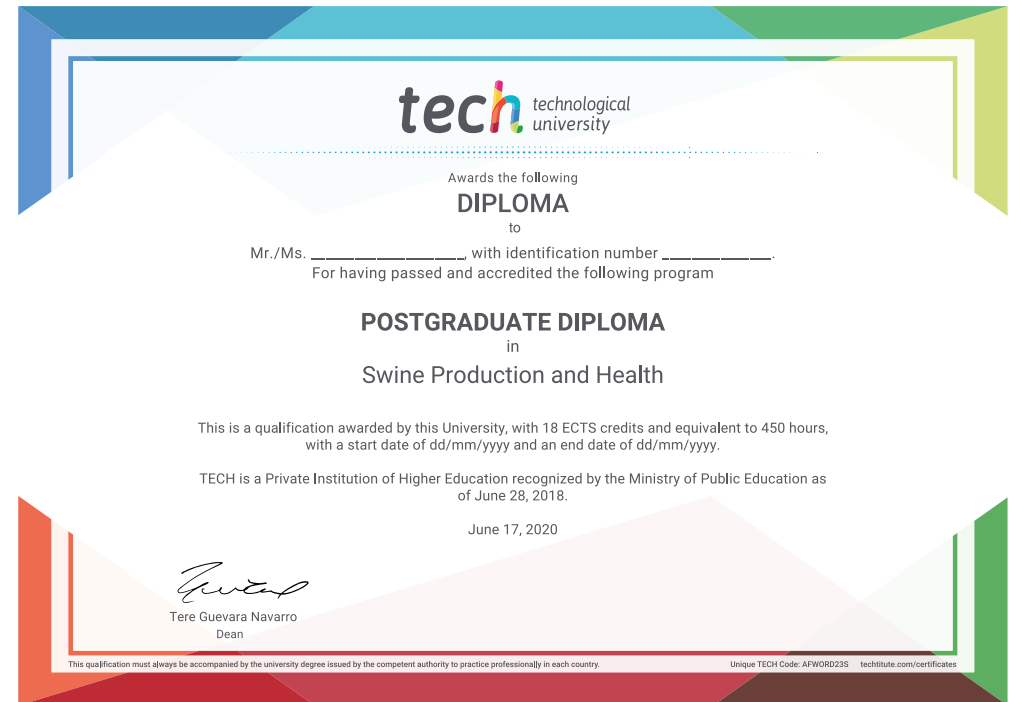 tech technological
university
Awards the following
DIPLOMA
to
Mr./Ms. ____________________, with identification number ______________.
For having passed and accredited the following program
POSTGRADUATE DIPLOMA
in
Swine Production and Health
This is a qualification awarded by this University, with 18 ECTS credits and equivalent to 450 hours,
with a start date of dd/mm/yyyy and an end date of dd/mm/yyyy.
TECH is a Private Institution of Higher Education recognized by the Ministry of Public Education as
of June 28, 2018.
June 17, 2020
Tere Guevara Navarro
Dean
This qualification must always be accompanied by the university degree issued by the competent authority to practice professionally in each country.
Unique TECH Code: AFWORD23S techtitute.com/certificates